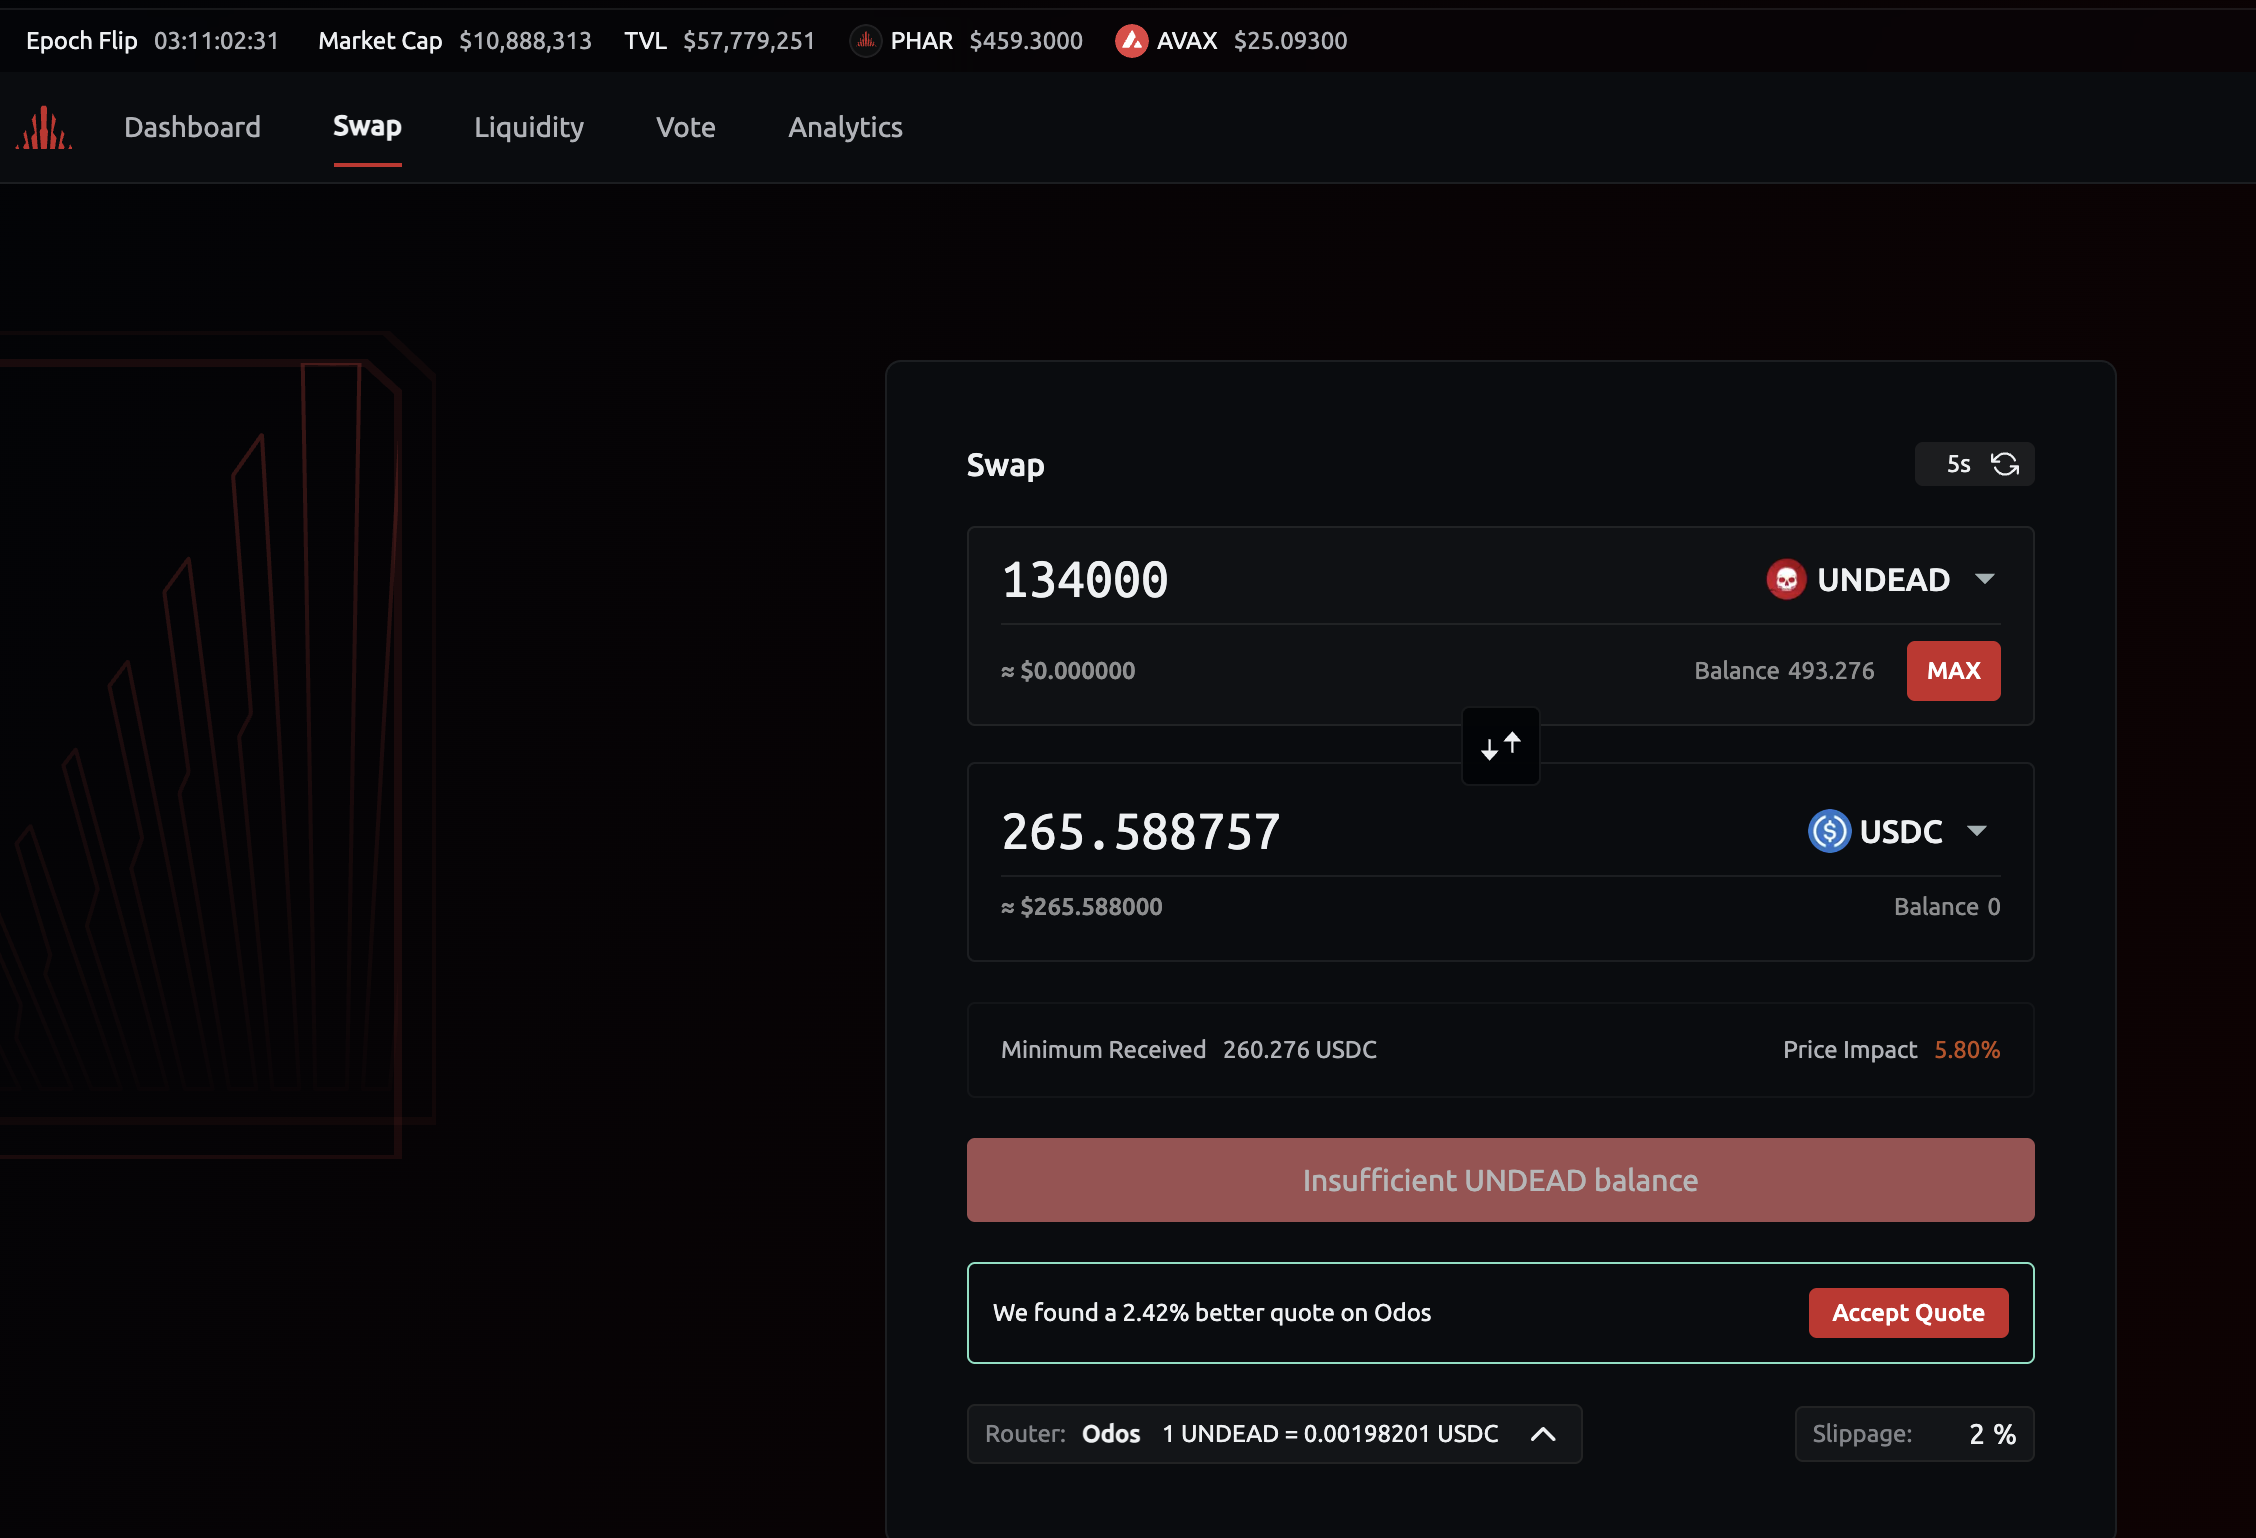 Epoch Flip 03:11:02:31 Market Cap $10,888,313 TVL $57,779,251 PHAR $459.3000 AVAX $25.09300
Dashboard Swap Liquidity Vote Analytics
Swap 5s
134000 UNDEAD
≈ $0.000000 Balance 493.276 MAX
265.588757 USDC
≈ $265.588000 Balance 0
Minimum Received 260.276 USDC Price Impact 5.80%
Insufficient UNDEAD balance
We found a 2.42% better quote on Odos Accept Quote
Router: Odos 1 UNDEAD = 0.00198201 USDC Slippage: 2 %